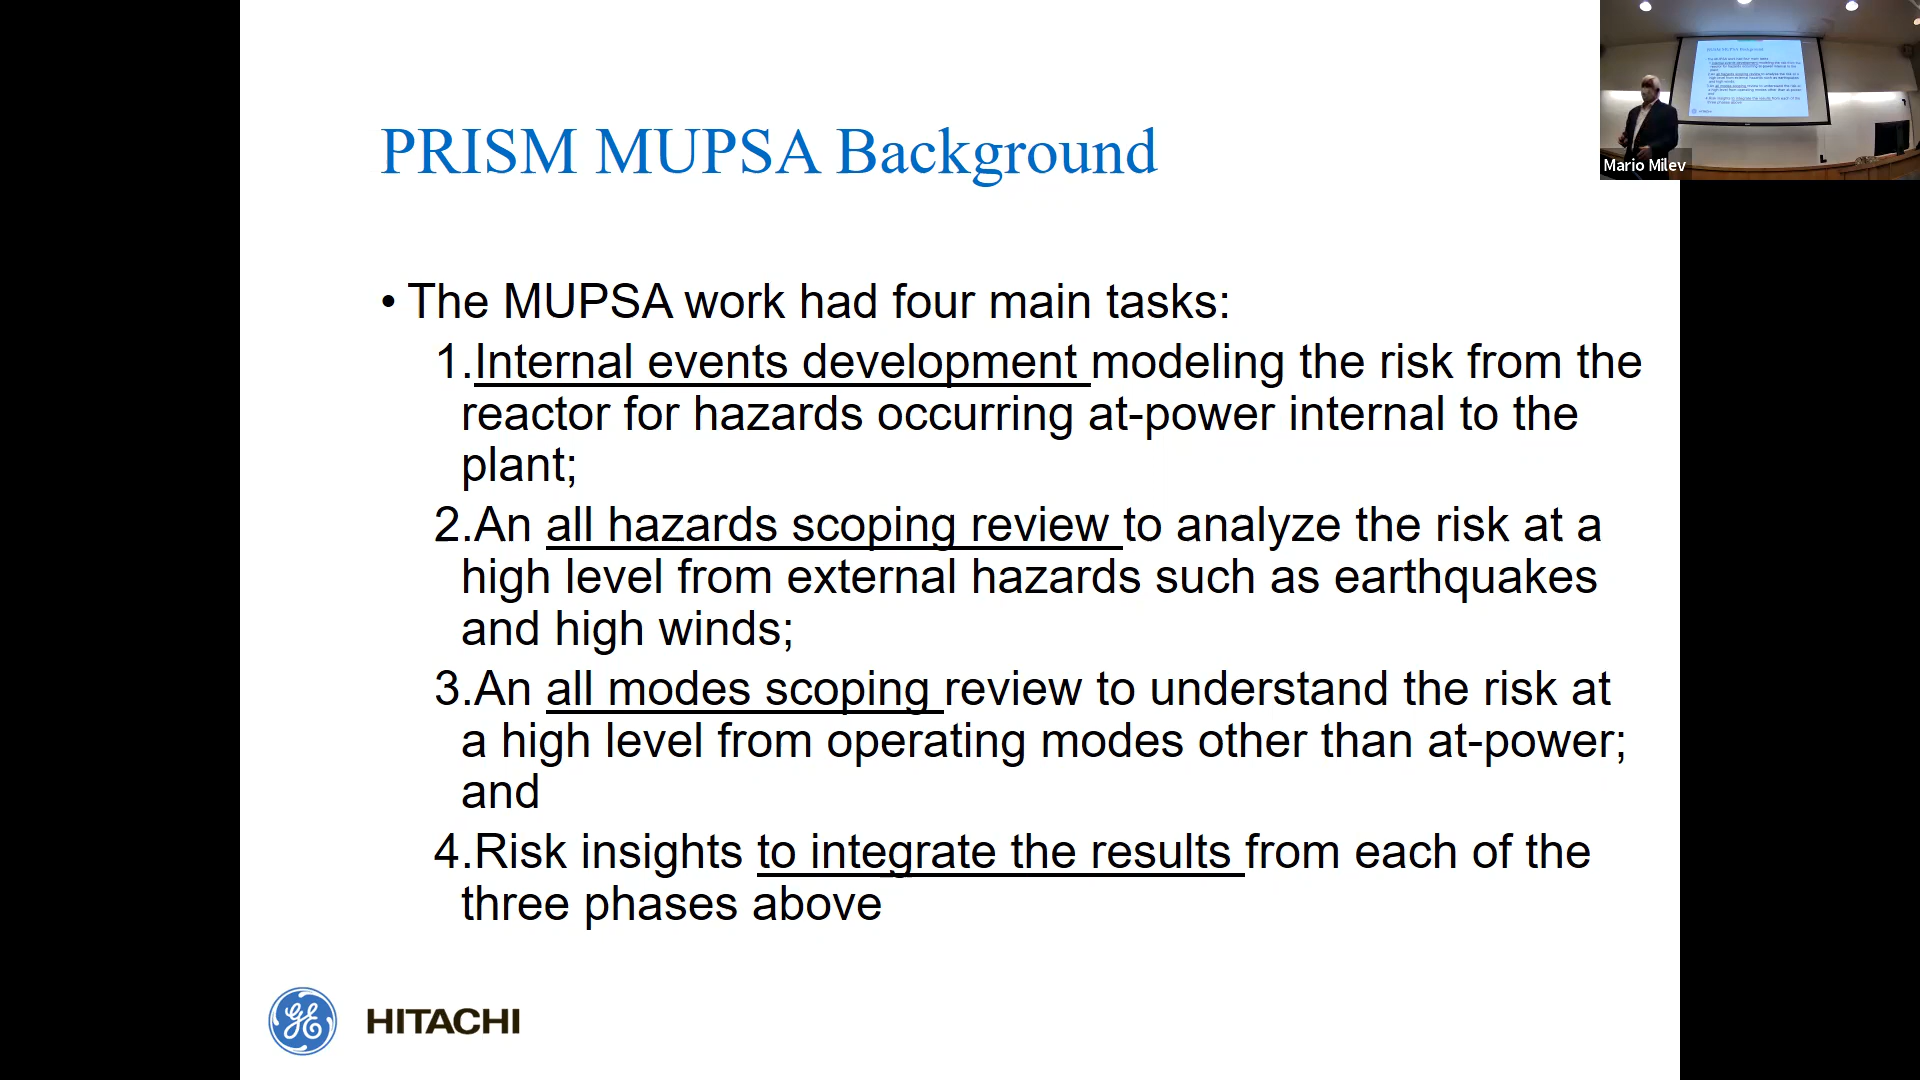 PRISM MUPSA Background
• The MUPSA work had four main tasks:
1.Internal events development modeling the risk from the
reactor for hazards occurring at-power internal to the
plant;
2.An all hazards scoping review to analyze the risk at a
high level from external hazards such as earthquakes
and high winds;
3.An all modes scoping review to understand the risk at
a high level from operating modes other than at-power;
and
4.Risk insights to integrate the results from each of the
three phases above
GE HITACHI
Mario Milev